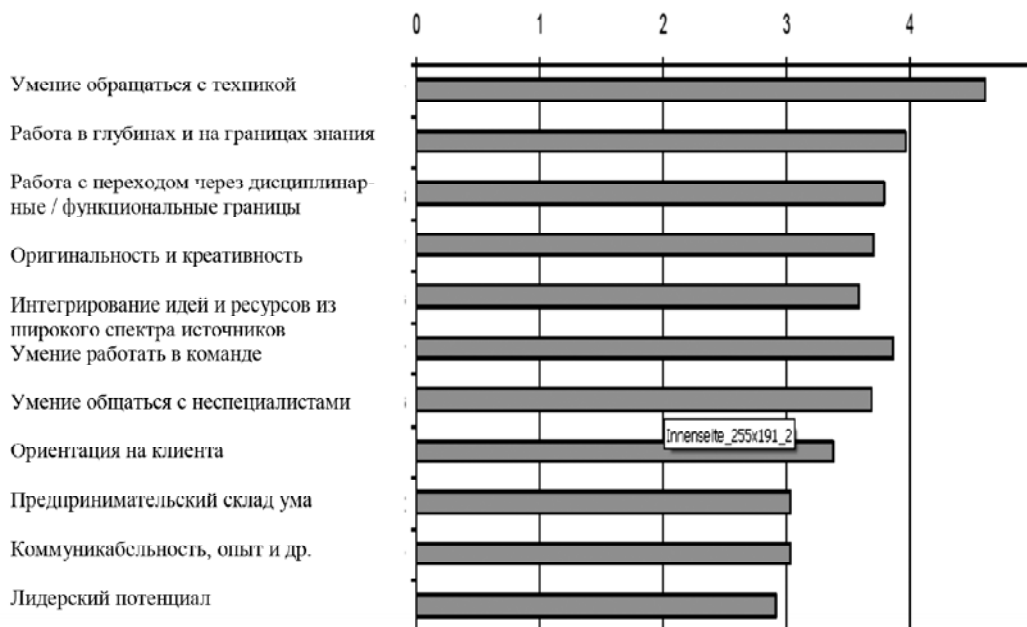 0 1 2 3 4
Умение обращаться с техникой
Работа в глубинах и на границах знания
Работа с переходом через дисциплинар-
ные / функциональные границы
Оригинальность и креативность
Интегрирование идей и ресурсов из
широкого спектра источников
Умение работать в команде
Умение общаться с неспециалистами
Innenseite_255x191_2
Ориентация на клиента
Предпринимательский склад ума
Коммуникабельность, опыт и др.
Лидерский потенциал